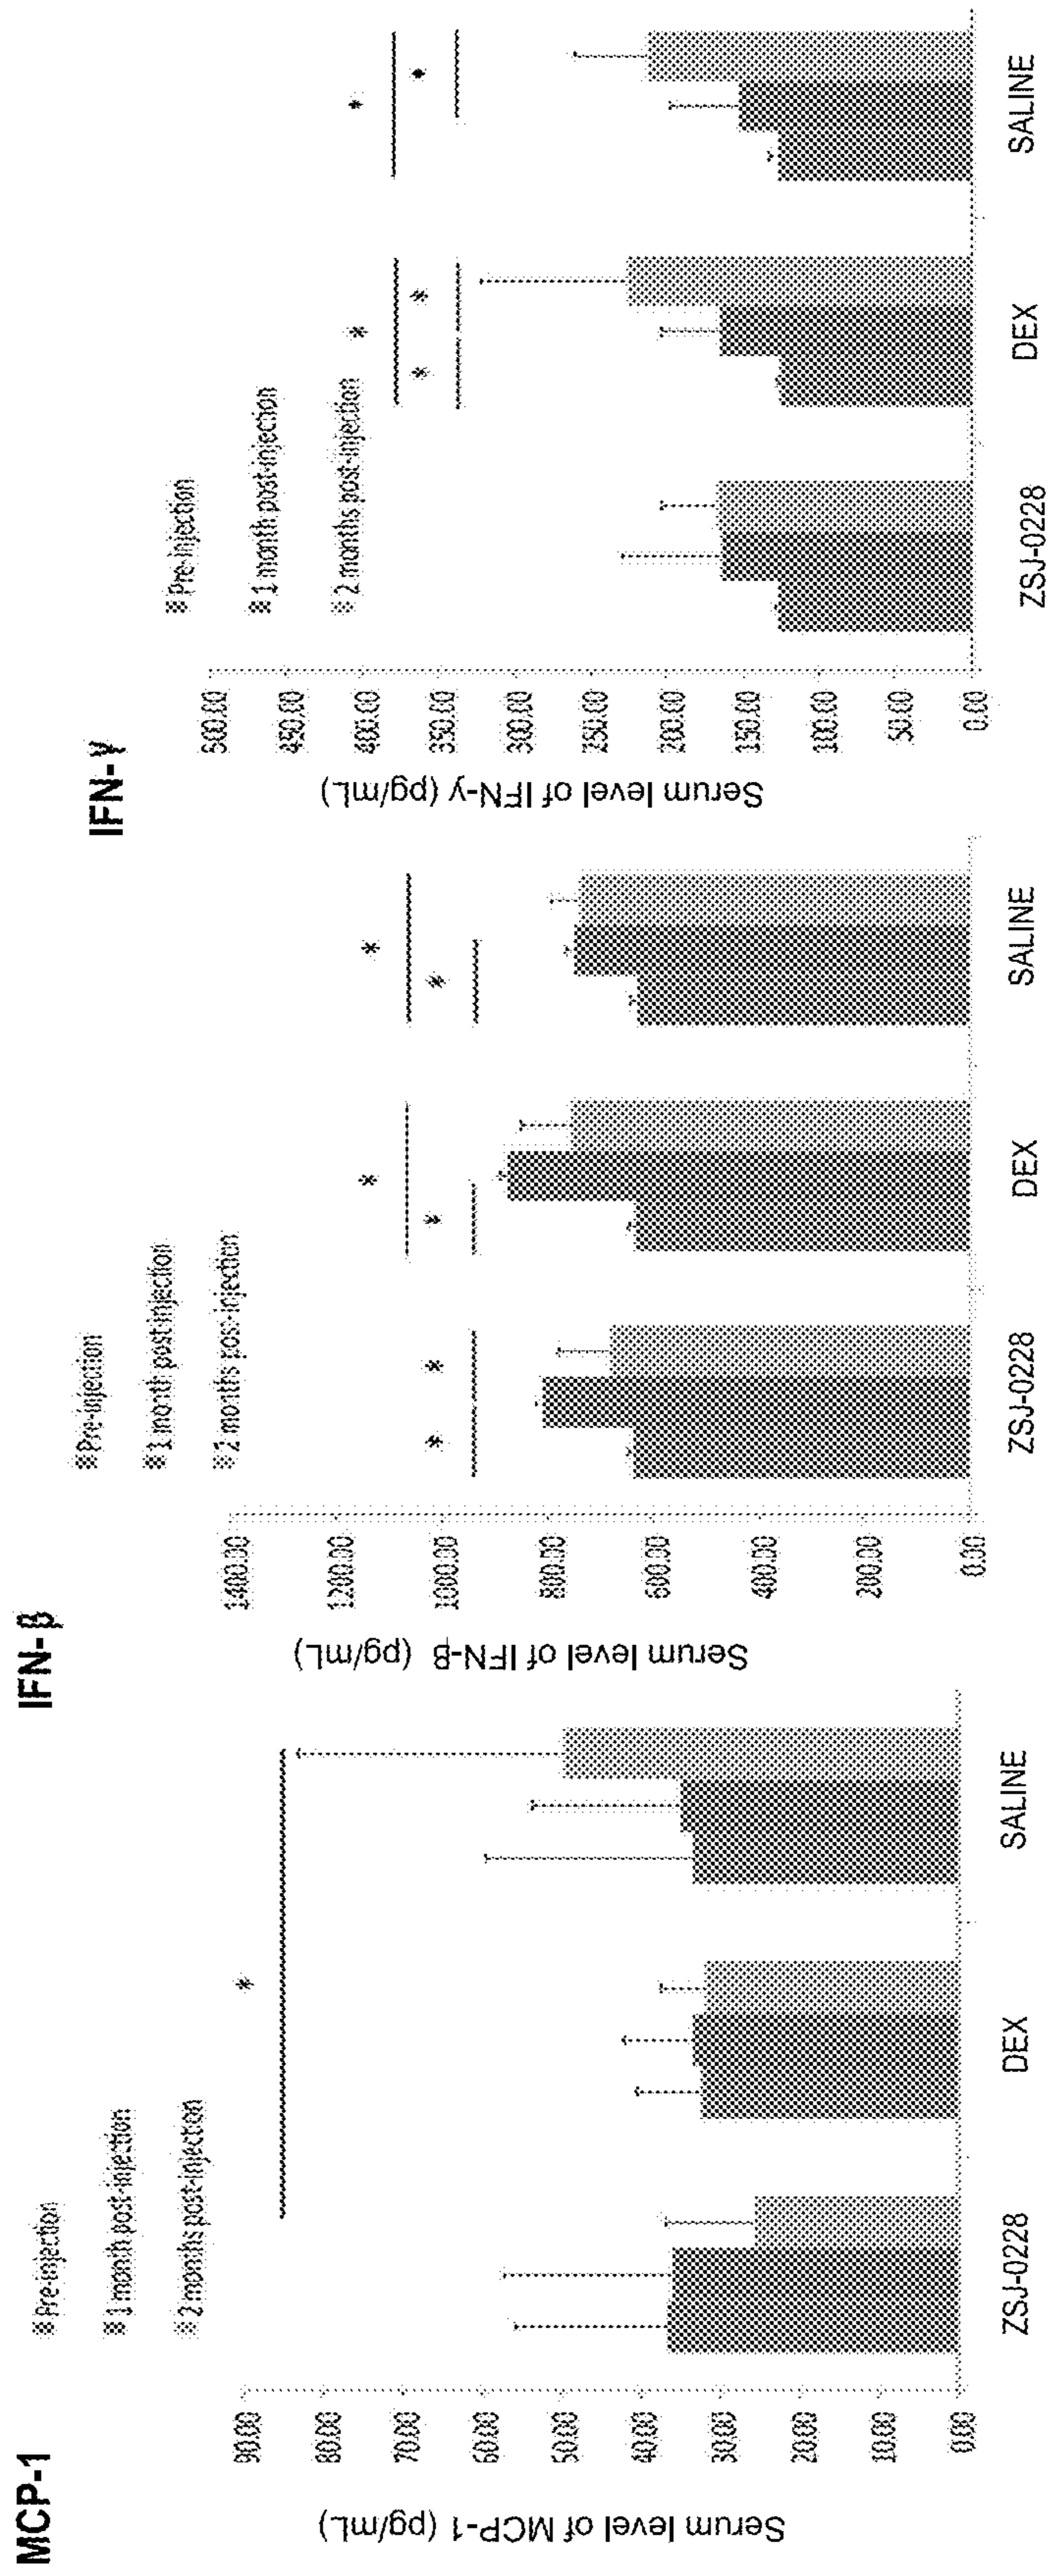 MCP-1
Pre-injection
1 month post-injection
2 months post-injection
Serum level of MCP-1 (pg/mL)
90.00
80.00
70.00
60.00
50.00
40.00
30.00
20.00
10.00
0.00
*
ZSJ-0228
DEX
SALINE
IFN-β
Pre-injection
1 month post-injection
2 months post-injection
Serum level of IFN-β (pg/mL)
1400.00
1200.00
1000.00
800.00
600.00
400.00
200.00
0.00
* *
*
*
*
*
ZSJ-0228
DEX
SALINE
IFN-γ
Pre-injection
1 month post-injection
2 months post-injection
Serum level of IFN-y (pg/mL)
500.00
450.00
400.00
350.00
300.00
250.00
200.00
150.00
100.00
50.00
0.00
*
* *
*
*
ZSJ-0228
DEX
SALINE